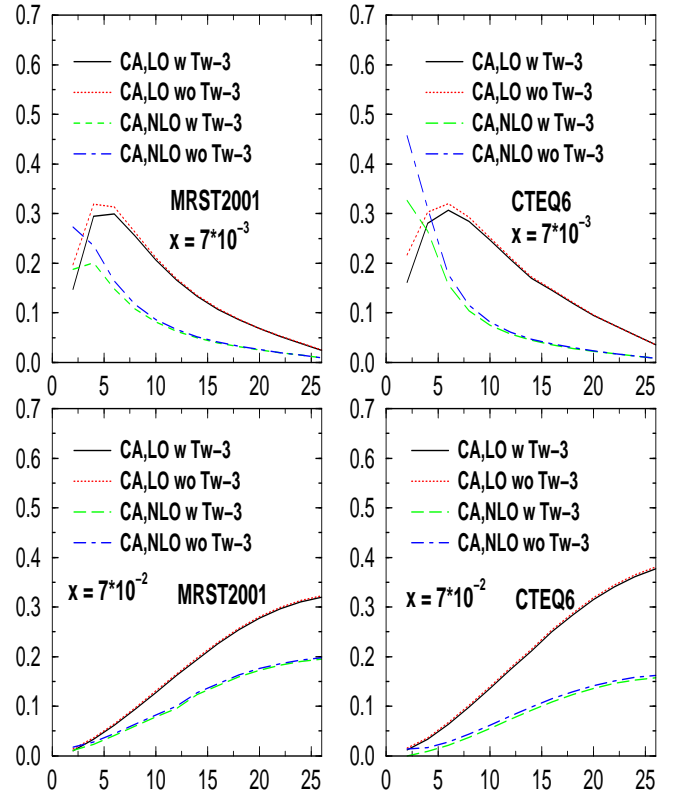 0.7
0.6
0.5
0.4
0.3
0.2
0.1
0.0
CA,LO w Tw−3
CA,LO wo Tw−3
CA,NLO w Tw−3
CA,NLO wo Tw−3
MRST2001
x = 7*10^−3
0 5 10 15 20 25
0.7
0.6
0.5
0.4
0.3
0.2
0.1
0.0
CA,LO w Tw−3
CA,LO wo Tw−3
CA,NLO w Tw−3
CA,NLO wo Tw−3
CTEQ6
x = 7*10^−3
0 5 10 15 20 25
0.7
0.6
0.5
0.4
0.3
0.2
0.1
0.0
CA,LO w Tw−3
CA,LO wo Tw−3
CA,NLO w Tw−3
CA,NLO wo Tw−3
x = 7*10^−2 MRST2001
0 5 10 15 20 25
0.7
0.6
0.5
0.4
0.3
0.2
0.1
0.0
CA,LO w Tw−3
CA,LO wo Tw−3
CA,NLO w Tw−3
CA,NLO wo Tw−3
x = 7*10^−2 CTEQ6
0 5 10 15 20 25